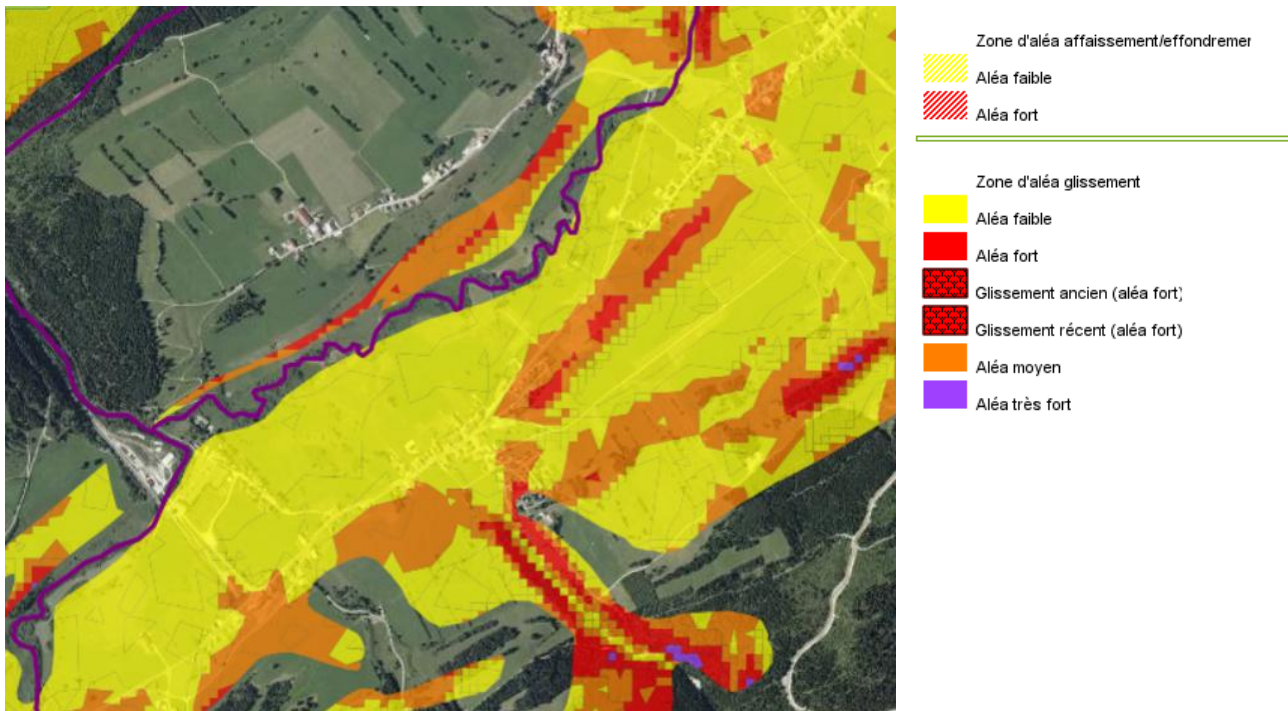 Zone d'aléa affaissement/effondremer
Aléa faible
Aléa fort
Zone d'aléa glissement
Aléa faible
Aléa fort
Glissement ancien (aléa fort)
Glissement récent (aléa fort)
Aléa moyen
Aléa très fort